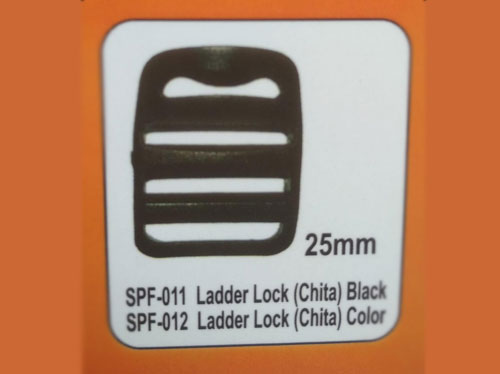 25mm
SPF-011 Ladder Lock (Chita) Black
SPF-012 Ladder Lock (Chita) Color